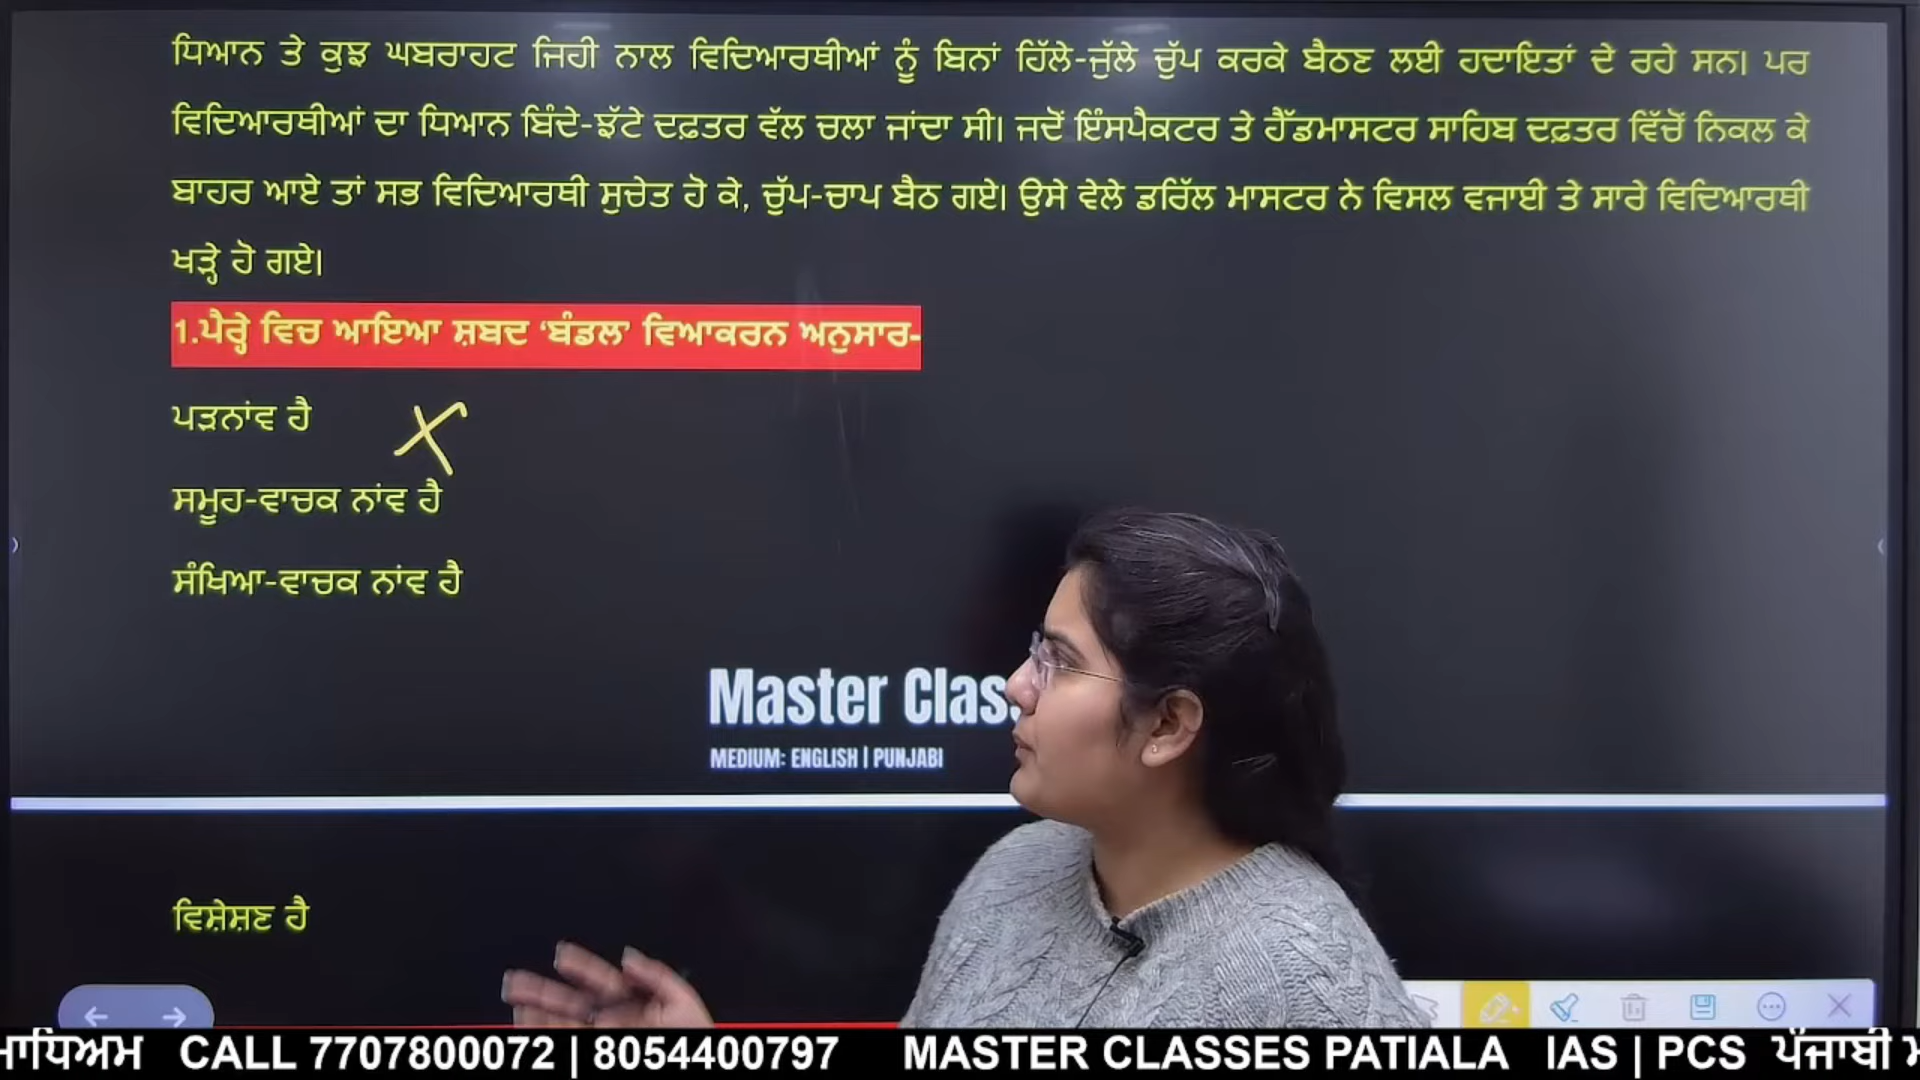 ਧਿਆਨ ਤੇ ਕੁਝ ਘਬਰਾਹਟ ਜਿਹੀ ਨਾਲ ਵਿਦਿਆਰਥੀਆਂ ਨੂੰ ਬਿਨਾਂ ਹਿੱਲੇ-ਜੁੱਲੇ ਚੁੱਪ ਕਰਕੇ ਬੈਠਣ ਲਈ ਹਦਾਇਤਾਂ ਦੇ ਰਹੇ ਸਨ। ਪਰ
ਵਿਦਿਆਰਥੀਆਂ ਦਾ ਧਿਆਨ ਬਿੰਦੇ-ਝੱਟੇ ਦਫ਼ਤਰ ਵੱਲ ਚਲਾ ਜਾਂਦਾ ਸੀ। ਜਦੋਂ ਇੰਸਪੈਕਟਰ ਤੇ ਹੈੱਡਮਾਸਟਰ ਸਾਹਿਬ ਦਫ਼ਤਰ ਵਿੱਚੋਂ ਨਿਕਲ ਕੇ
ਬਾਹਰ ਆਏ ਤਾਂ ਸਭ ਵਿਦਿਆਰਥੀ ਸੁਚੇਤ ਹੋ ਕੇ, ਚੁੱਪ-ਚਾਪ ਬੈਠ ਗਏ। ਉਸੇ ਵੇਲੇ ਡਰਿੱਲ ਮਾਸਟਰ ਨੇ ਵਿਸਲ ਵਜਾਈ ਤੇ ਸਾਰੇ ਵਿਦਿਆਰਥੀ
ਖੜ੍ਹੇ ਹੋ ਗਏ।
1.ਪੈਰ੍ਹੇ ਵਿਚ ਆਇਆ ਸ਼ਬਦ ‘ਬੰਡਲ’ ਵਿਆਕਰਨ ਅਨੁਸਾਰ-
ਪੜਨਾਂਵ ਹੈ
ਸਮੂਹ-ਵਾਚਕ ਨਾਂਵ ਹੈ
ਸੰਖਿਆ-ਵਾਚਕ ਨਾਂਵ ਹੈ
Master Clas
MEDIUM: ENGLISH | PUNJABI
ਵਿਸ਼ੇਸ਼ਣ ਹੈ
ਮਾਧਿਅਮ CALL 7707800072 | 8054400797 MASTER CLASSES PATIALA IAS | PCS ਪੰਜਾਬੀ